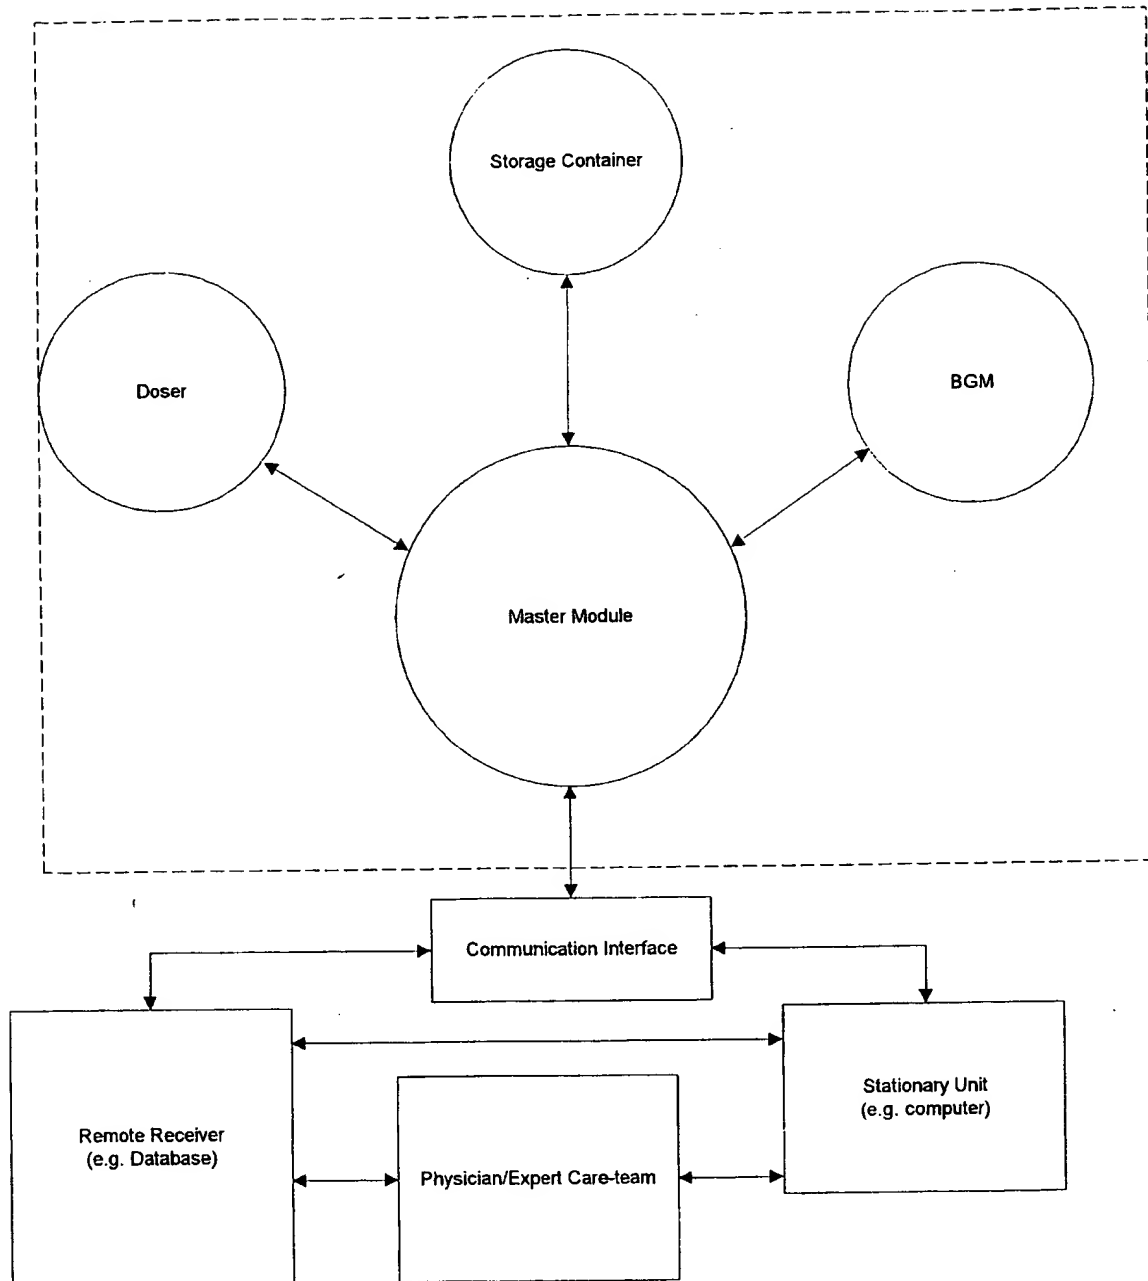 Storage Container
Doser
BGM
Master Module
Communication Interface
Stationary Unit
(e.g. computer)
Remote Receiver
(e.g. Database)
Physician/Expert Care-team